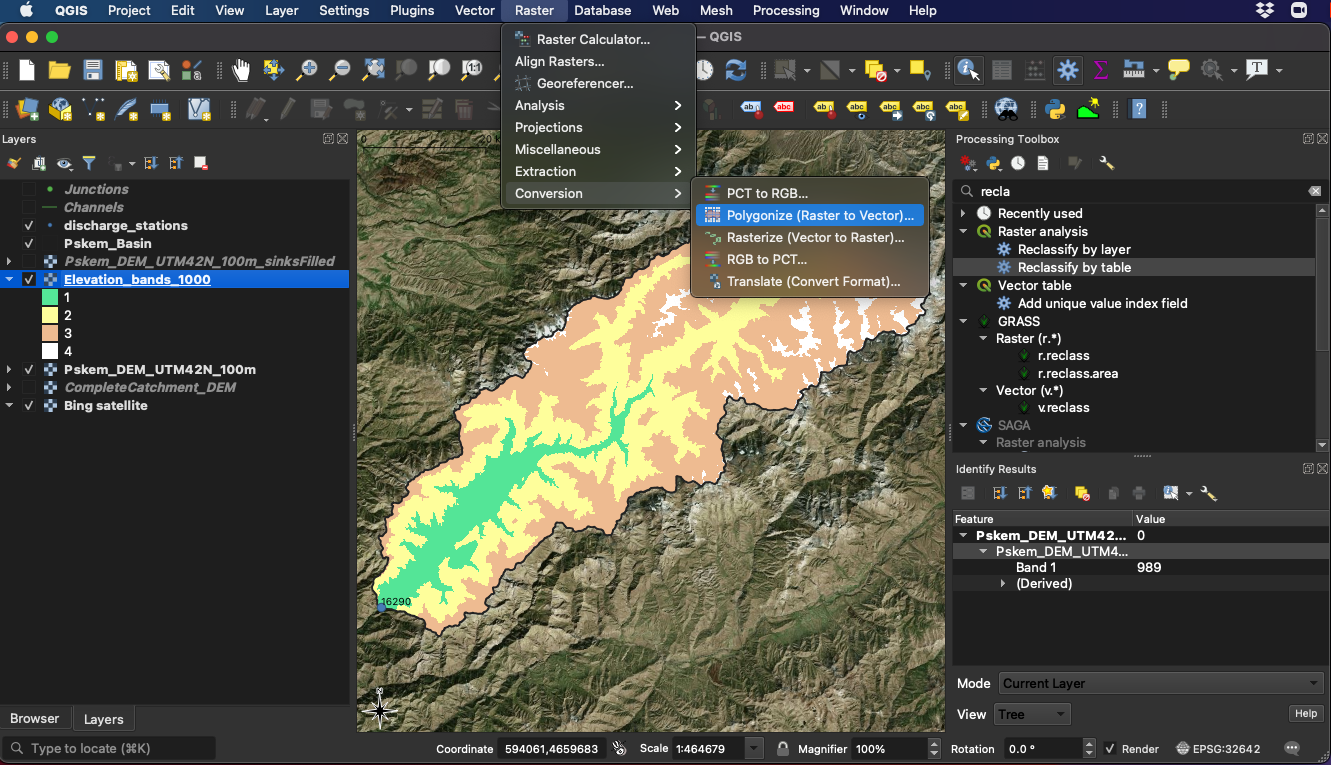 QGIS Project Edit View Layer Settings Plugins Vector Raster Database Web Mesh Processing Window Help
— QGIS
Raster Calculator...
Align Rasters...
Georeferencer...
Analysis
Projections
Miscellaneous
Extraction
Conversion
PCT to RGB...
Polygonize (Raster to Vector)...
Rasterize (Vector to Raster)...
RGB to PCT...
Translate (Convert Format)...
Layers
Junctions
Channels
discharge_stations
Pskem_Basin
Pskem_DEM_UTM42N_100m_sinksFilled
Elevation_bands_1000
1
2
3
4
Pskem_DEM_UTM42N_100m
CompleteCatchment_DEM
Bing satellite
0
16290
Processing Toolbox
recla
Recently used
Raster analysis
Reclassify by layer
Reclassify by table
Vector table
Add unique value index field
GRASS
Raster (r.*)
r.reclass
r.reclass.area
Vector (v.*)
v.reclass
SAGA
Raster analysis
Identify Results
Feature Value
Pskem_DEM_UTM42... 0
Pskem_DEM_UTM4...
Band 1 989
(Derived)
Mode Current Layer
View Tree Help
Browser Layers
Type to locate (⌘K) Coordinate 594061,4659683 Scale 1:464679 Magnifier 100% Rotation 0.0 ° Render EPSG:32642